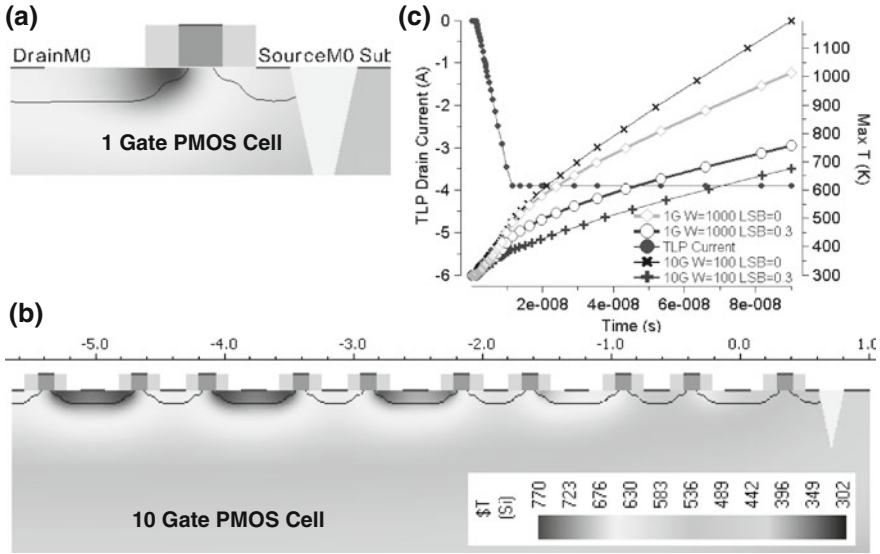 (a)
DrainM0
SourceM0 Sub
1 Gate PMOS Cell
(c)
TLP Drain Current (A)
0
-1
-2
-3
-4
-5
-6
1100
1000
900
800
700
600
500
400
300
Max T (K)
1G W=1000 LSB=0
1G W=1000 LSB=0.3
TLP Current
10G W=100 LSB=0
10G W=100 LSB=0.3
2e-008 4e-008 6e-008 8e-008
Time (s)
(b)
-5.0 -4.0 -3.0 -2.0 -1.0 0.0 1.0
10 Gate PMOS Cell
$T
(Si)
770 723 676 630 583 536 489 442 396 349 302